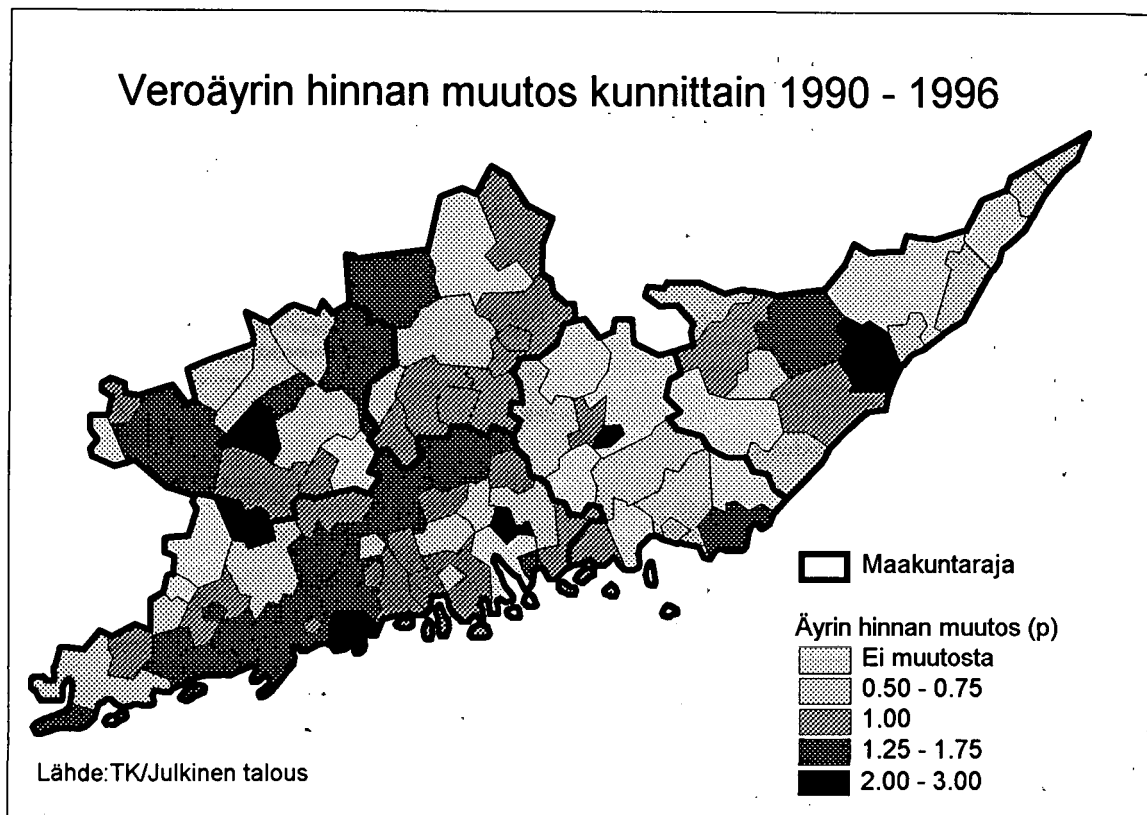 Veroäyrin hinnan muutos kunnittain 1990 - 1996
Maakuntaraja
Äyrin hinnan muutos (p)
Ei muutosta
0.50 - 0.75
1.00
1.25 - 1.75
2.00 - 3.00
Lähde:TK/Julkinen talous